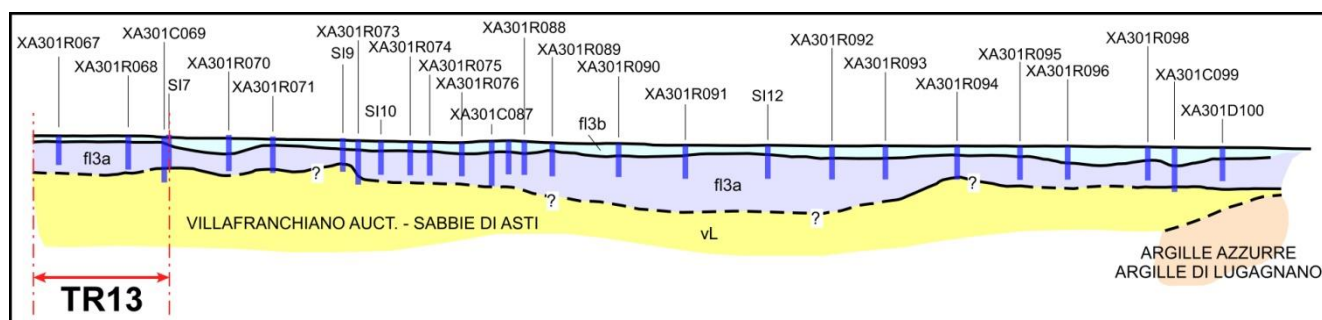 XA301R067
XA301R068
XA301C069
SI7
XA301R070
XA301R071
SI9
XA301R073
SI10
XA301R074
XA301R075
XA301R076
XA301C087
XA301R088
XA301R089
XA301R090
fl3b
XA301R091
SI12
XA301R092
XA301R093
XA301R094
XA301R095
XA301R096
XA301R098
XA301C099
XA301D100
fl3a
fl3a
?
?
?
?
VILLAFRANCHIANO AUCT. - SABBIE DI ASTI
vL
ARGILLE AZZURRE
ARGILLE DI LUGAGNANO
TR13